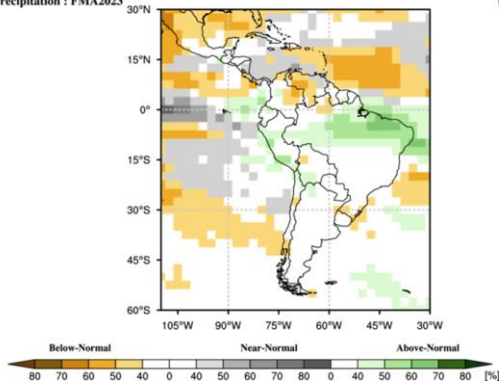 recipitation : FMA2023
30°N
15°N
0°
15°S
30°S
45°S
60°S
105°W 90°W 75°W 60°W 45°W 30°W
Below-Normal Near-Normal Above-Normal
80 70 60 50 40 0 40 50 60 70 80 0 40 50 60 70 80 [%]